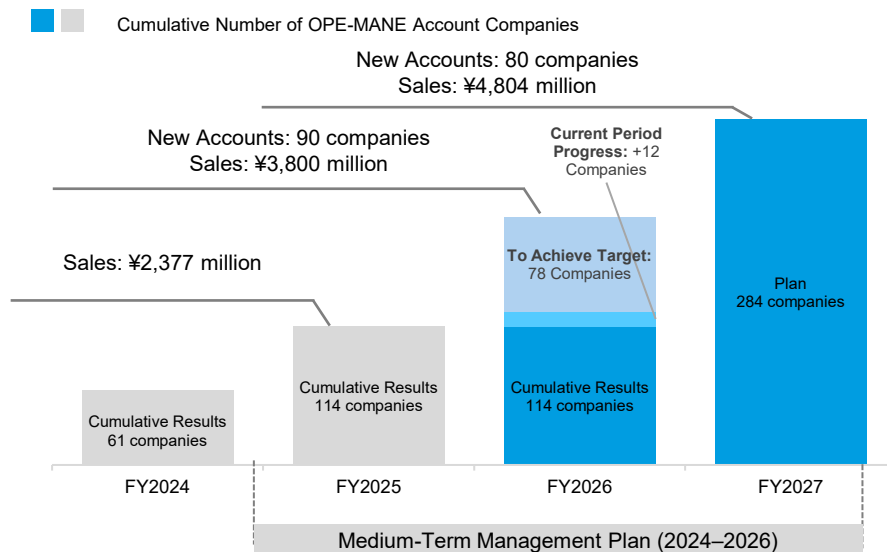 Cumulative Number of OPE-MANE Account Companies
New Accounts: 80 companies
Sales: ¥4,804 million
New Accounts: 90 companies
Sales: ¥3,800 million
Current Period
Progress: +12
Companies
Sales: ¥2,377 million
To Achieve Target:
78 Companies
Plan
284 companies
Cumulative Results
61 companies
Cumulative Results
114 companies
Cumulative Results
114 companies
FY2024
FY2025
FY2026
FY2027
Medium-Term Management Plan (2024–2026)